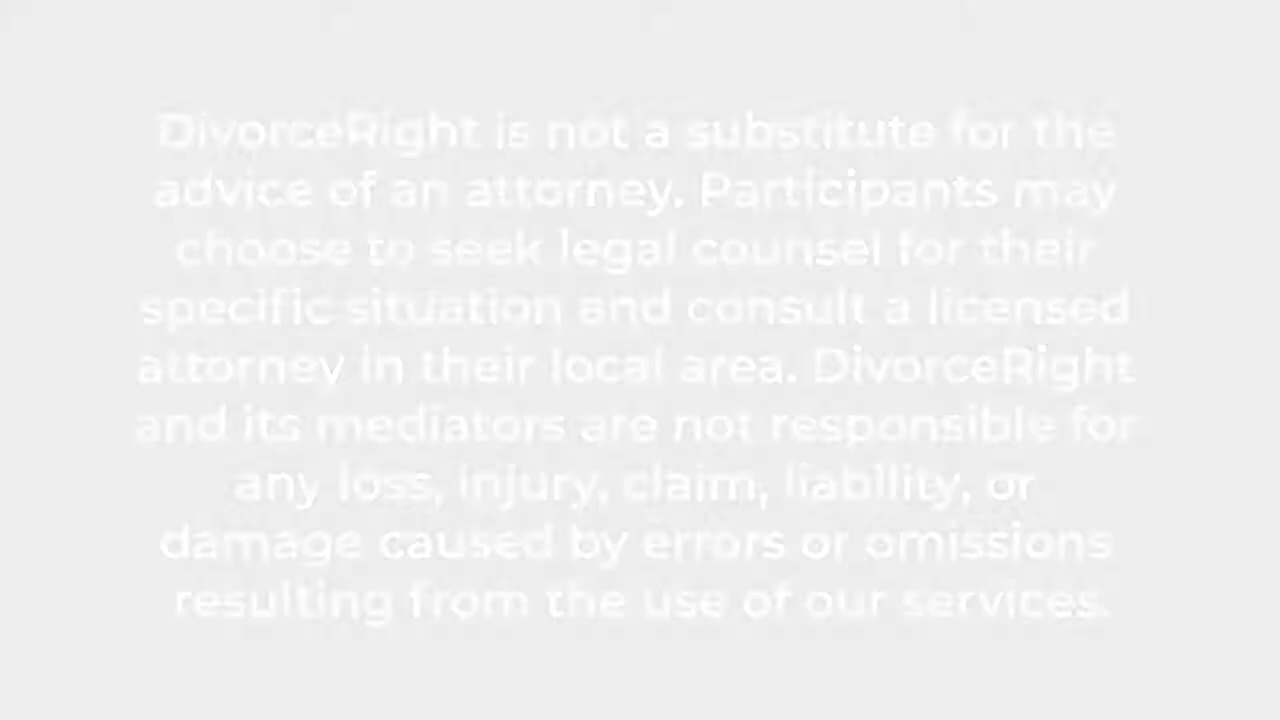 DivorceRight is not a substitute for the
advice of an attorney. Participants may
choose to seek legal counsel for their
specific situation and consult a licensed
attorney in their local area. DivorceRight
and its mediators are not responsible for
any loss, injury, claim, liability, or
damage caused by errors or omissions
resulting from the use of our services.